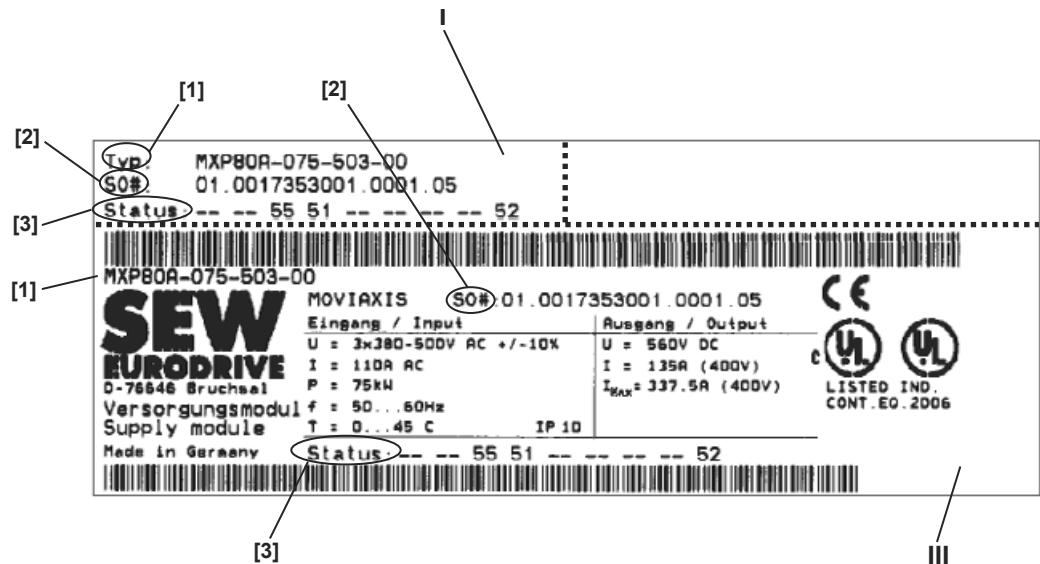 I
[1]
[2]
[2]
Typ.
MXP80A-075-503-00
SO#:
01.0017353001.0001.05
[3]
Status: -- -- 55 51 -- -- -- -- 52
[2]
[1]
MXP80A-075-503-00
MOVIAXIS SO#:01.0017353001.0001.05
CE
SEW
EURODRIVE
D-76646 Bruchsal
Versorgungsmodul
Supply module
Made in Germany
Eingang / Input
U = 3x380-500V AC +/-10%
I = 110A AC
P = 75kW
f = 50...60Hz
T = 0...45 C IP 10
Ausgang / Output
U = 560V DC
I = 135A (400V)
IMAX= 337.5A (400V)
c UL
UL
LISTED IND.
CONT.EQ.2006
Status: -- -- 55 51 -- -- -- -- 52
[3]
III